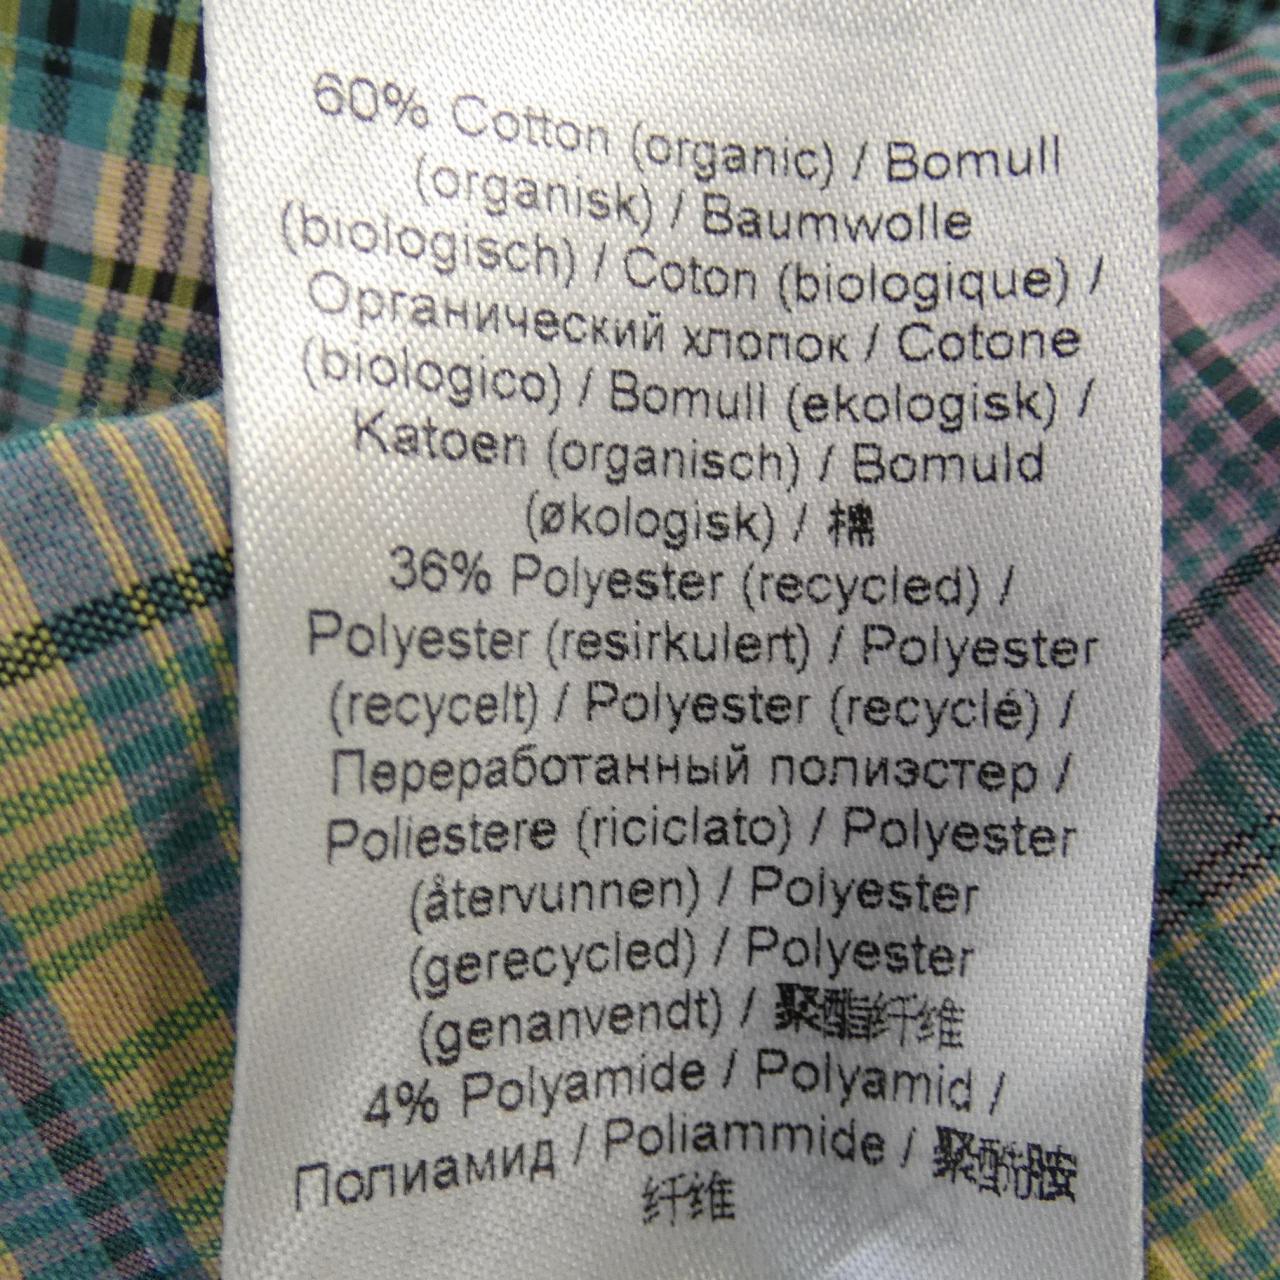 60% Cotton (organic) / Bomull
(organisk) / Baumwolle
(biologisch) / Coton (biologique) /
Органический хлопок / Cotone
(biologico) / Bomull (ekologisk) /
Katoen (organisch) / Bomuld
(økologisk) / 棉
36% Polyester (recycled) /
Polyester (resirkulert) / Polyester
(recycelt) / Polyester (recyclé) /
Переработанный полиэстер /
Poliestere (riciclato) / Polyester
(återvunnen) / Polyester
(gerecycled) / Polyester
(genanvendt) / 聚酯纤维
4% Polyamide / Polyamid /
Полиамид / Poliammide / 聚酰胺
纤维